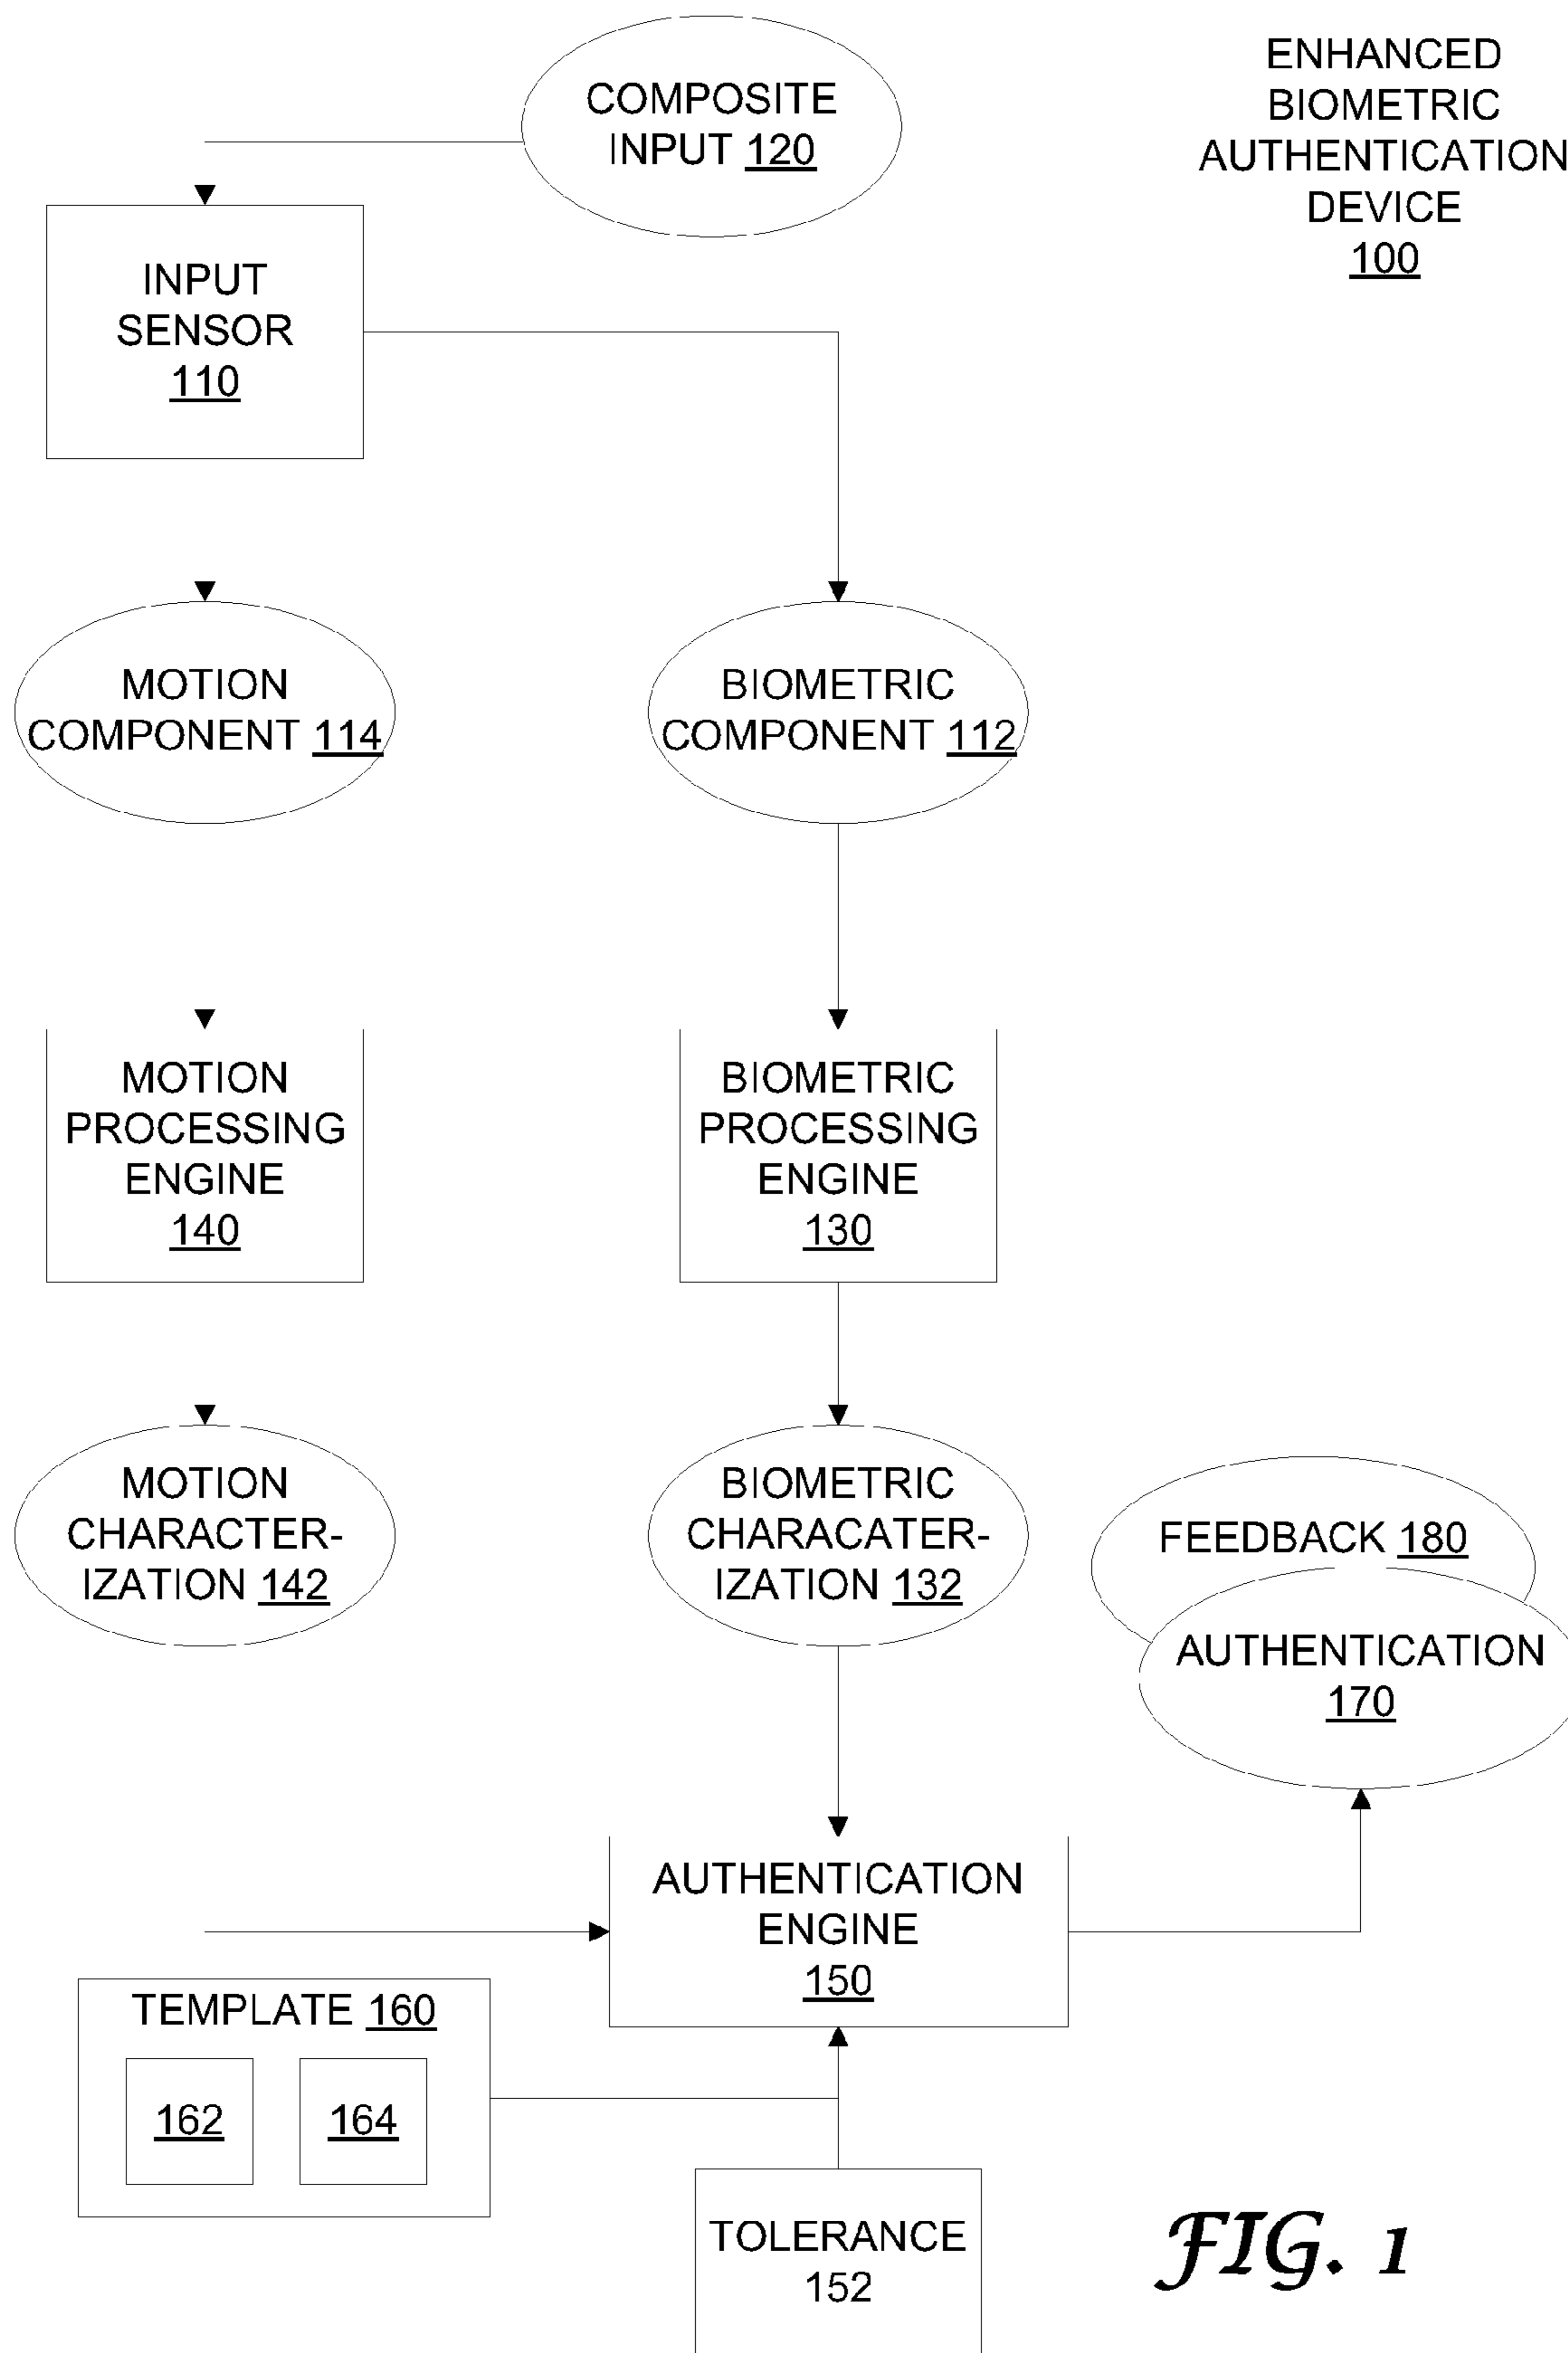 COMPOSITE
INPUT 120
ENHANCED
BIOMETRIC
AUTHENTICATION
DEVICE
100
INPUT
SENSOR
110
MOTION
COMPONENT 114
BIOMETRIC
COMPONENT 112
MOTION
PROCESSING
ENGINE
140
BIOMETRIC
PROCESSING
ENGINE
130
MOTION
CHARACTER-
IZATION 142
BIOMETRIC
CHARACATER-
IZATION 132
FEEDBACK 180
AUTHENTICATION
170
AUTHENTICATION
ENGINE
150
TEMPLATE 160
162
164
TOLERANCE
152
FIG. 1